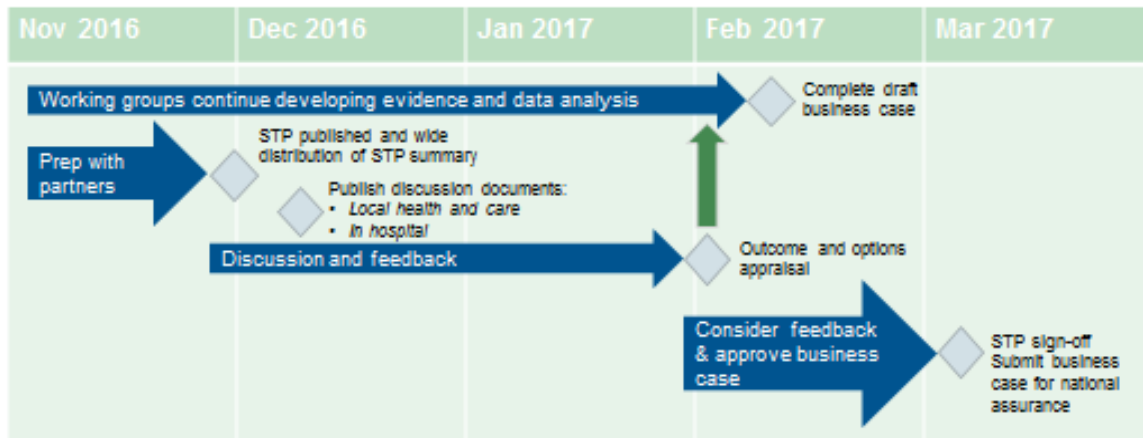 Nov 2016
Dec 2016
Jan 2017
Feb 2017
Mar 2017
Working groups continue developing evidence and data analysis
Complete draft
business case
Prep with
partners
STP published and wide
distribution of STP summary
Publish discussion documents:
• Local health and care
• In hospital
Discussion and feedback
Outcome and options
appraisal
Consider feedback
& approve business
case
STP sign-off
Submit business
case for national
assurance